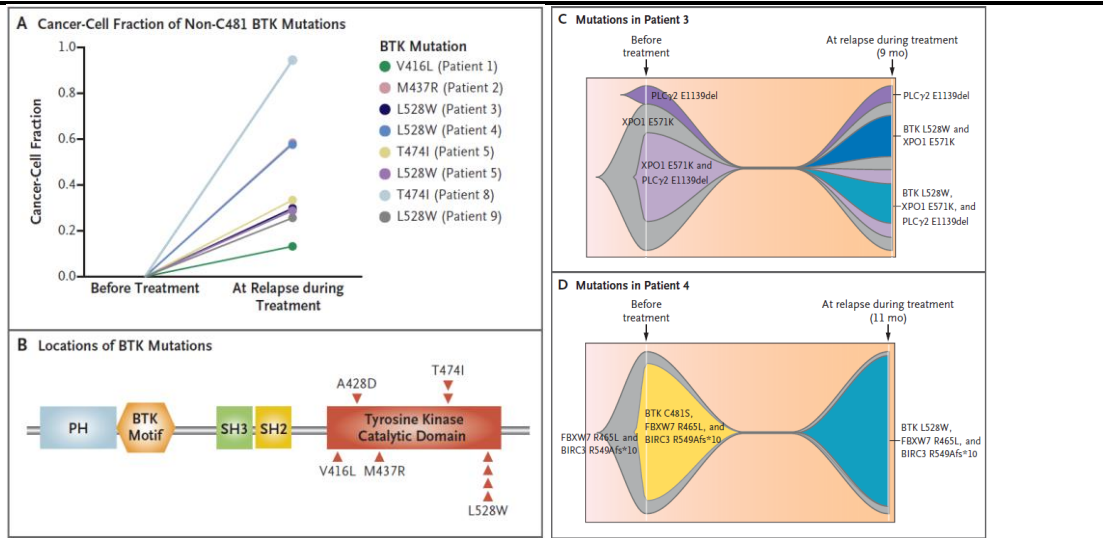 A Cancer-Cell Fraction of Non-C481 BTK Mutations
1.0
0.8
0.6
0.4
0.2
0.0
Cancer-Cell Fraction
Before Treatment
At Relapse during
Treatment
BTK Mutation
V416L (Patient 1)
M437R (Patient 2)
L528W (Patient 3)
L528W (Patient 4)
T474I (Patient 5)
L528W (Patient 5)
T474I (Patient 8)
L528W (Patient 9)
B Locations of BTK Mutations
A428D
T474I
PH
BTK
Motif
SH3
SH2
Tyrosine Kinase
Catalytic Domain
V416L
M437R
L528W
C Mutations in Patient 3
Before
treatment
At relapse during treatment
(9 mo)
PLCγ2 E1139del
XPO1 E571K
XPO1 E571K and
PLCγ2 E1139del
PLCγ2 E1139del
BTK L528W and
XPO1 E571K
BTK L528W,
XPO1 E571K, and
PLCγ2 E1139del
D Mutations in Patient 4
Before
treatment
At relapse during treatment
(11 mo)
FBXW7 R465L and
BIRC3 R549Afs*10
BTK C481S,
FBXW7 R465L, and
BIRC3 R549Afs*10
BTK L528W,
FBXW7 R465L, and
BIRC3 R549Afs*10